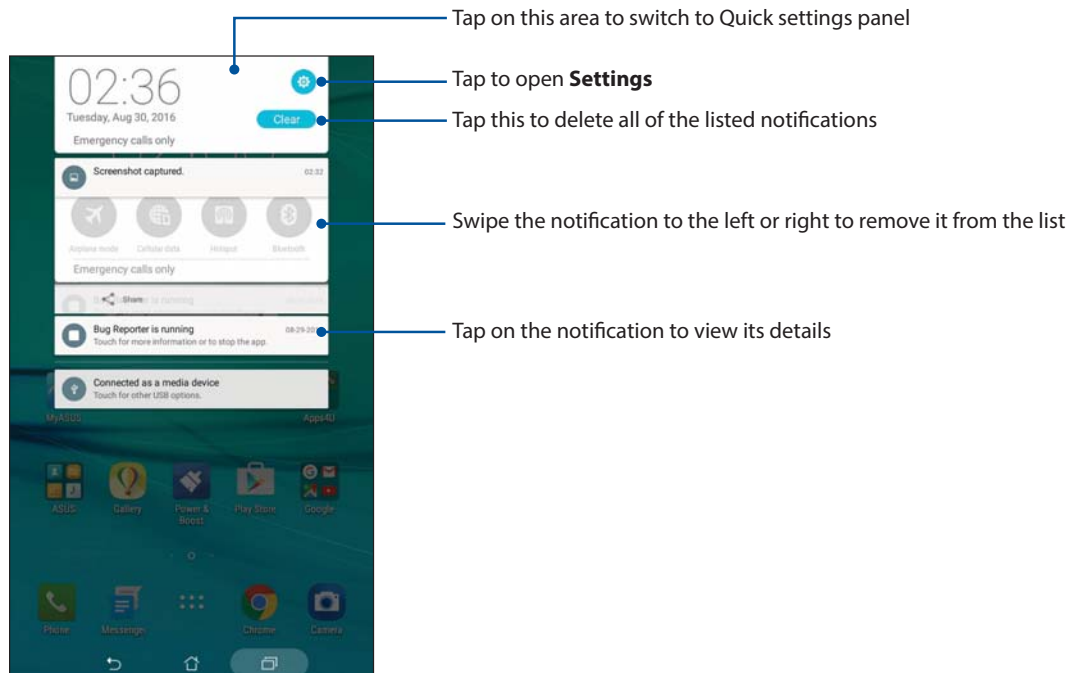 Tap on this area to switch to Quick settings panel
02:36
Tuesday, Aug 30, 2016
Emergency calls only
Tap to open Settings
Clear
Tap this to delete all of the listed notifications
Screenshot captured.
02:32
Airplane mode
Cellular data
Hotspot
Bluetooth
Swipe the notification to the left or right to remove it from the list
Emergency calls only
Share
Bug Reporter is running
08-29-20
Touch for more information or to stop the app.
Tap on the notification to view its details
Connected as a media device
Touch for other USB options.
MyASUS
Apps4U
ASUS
Gallery
Power & Boost
Play Store
Google
Phone
Messenger
Chrome
Camera